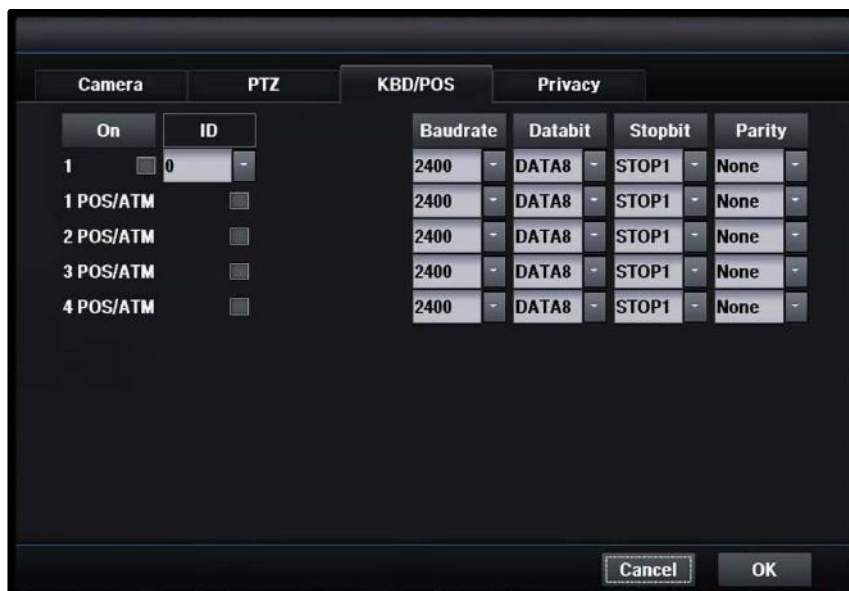 Camera PTZ KBD/POS Privacy
On ID Baudrate Databit Stopbit Parity
1 0 2400 DATA8 STOP1 None
1 POS/ATM 2400 DATA8 STOP1 None
2 POS/ATM 2400 DATA8 STOP1 None
3 POS/ATM 2400 DATA8 STOP1 None
4 POS/ATM 2400 DATA8 STOP1 None
Cancel OK